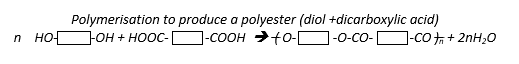 Polymerisation to produce a polyester (diol +dicarboxylic acid)
n HO-▭-OH + HOOC-▭-COOH ➔ ⟮O-▭-O-CO-▭-CO⟯n + 2nH₂O